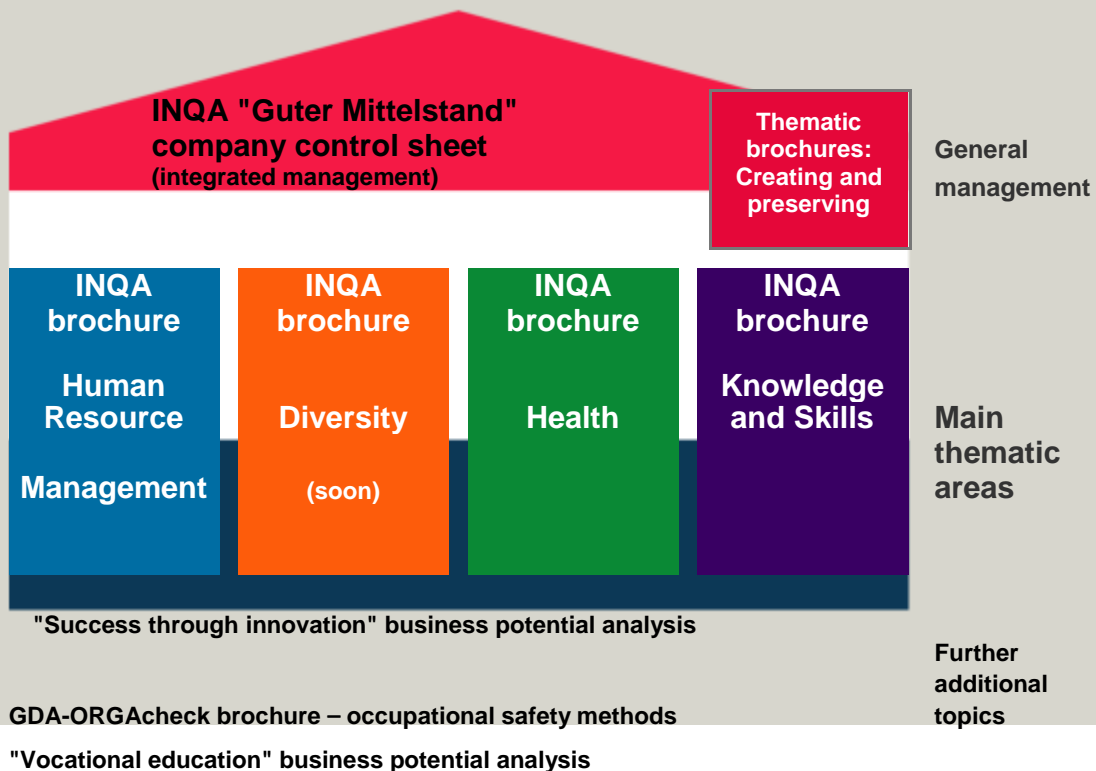 INQA "Guter Mittelstand"
company control sheet
(integrated management)
Thematic
brochures:
Creating and
preserving
General
management
INQA
brochure
Human
Resource
Management
INQA
brochure
Diversity
(soon)
INQA
brochure
Health
INQA
brochure
Knowledge
and Skills
Main
thematic
areas
"Success through innovation" business potential analysis
GDA-ORGAcheck brochure – occupational safety methods
"Vocational education" business potential analysis
Further
additional
topics